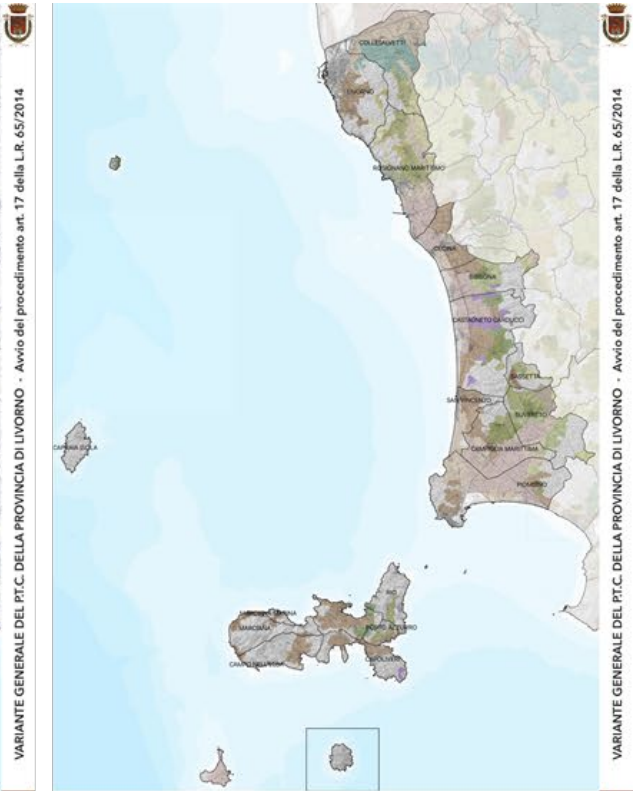 VARIANTE GENERALE DEL P.T.C. DELLA PROVINCIA DI LIVORNO - Avvio del procedimento art. 17 della L.R. 65/2014
COLLESALVETTI
LIVORNO
ROSIGNANO MARITTIMO
CECINA
BIBBONA
CASTAGNETO CARDUCCI
SASSETTA
SAN VINCENZO
SUVERETO
CAMPIGLIA MARITTIMA
PIOMBINO
CAPRAIA ISOLA
RIO
MARCIANA MARINA
MARCIANA
PORTO AZZURRO
CAMPO NELL'ELBA
CAPOLIVERI
VARIANTE GENERALE DEL P.T.C. DELLA PROVINCIA DI LIVORNO - Avvio del procedimento art. 17 della L.R. 65/2014